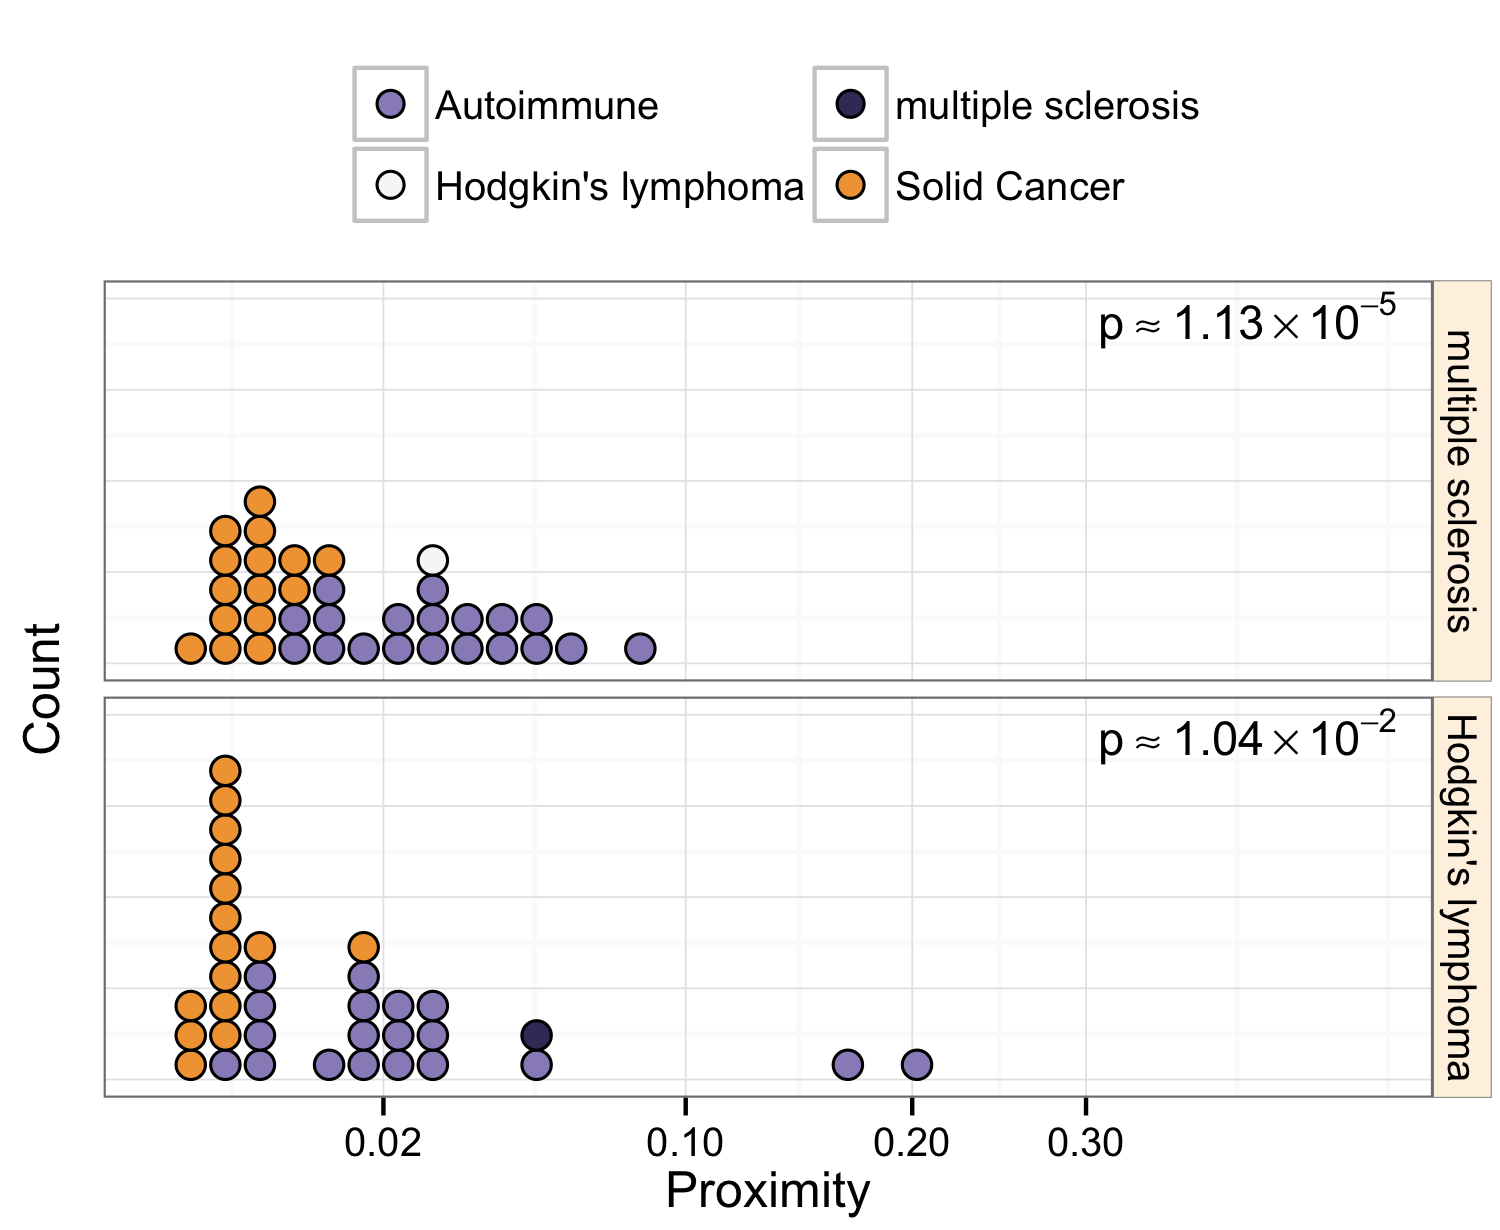 Autoimmune
multiple sclerosis
Hodgkin's lymphoma
Solid Cancer
p ≈ 1.13 × 10⁻⁵
multiple sclerosis
Count
p ≈ 1.04 × 10⁻²
Hodgkin's lymphoma
0.02 0.10 0.20 0.30
Proximity